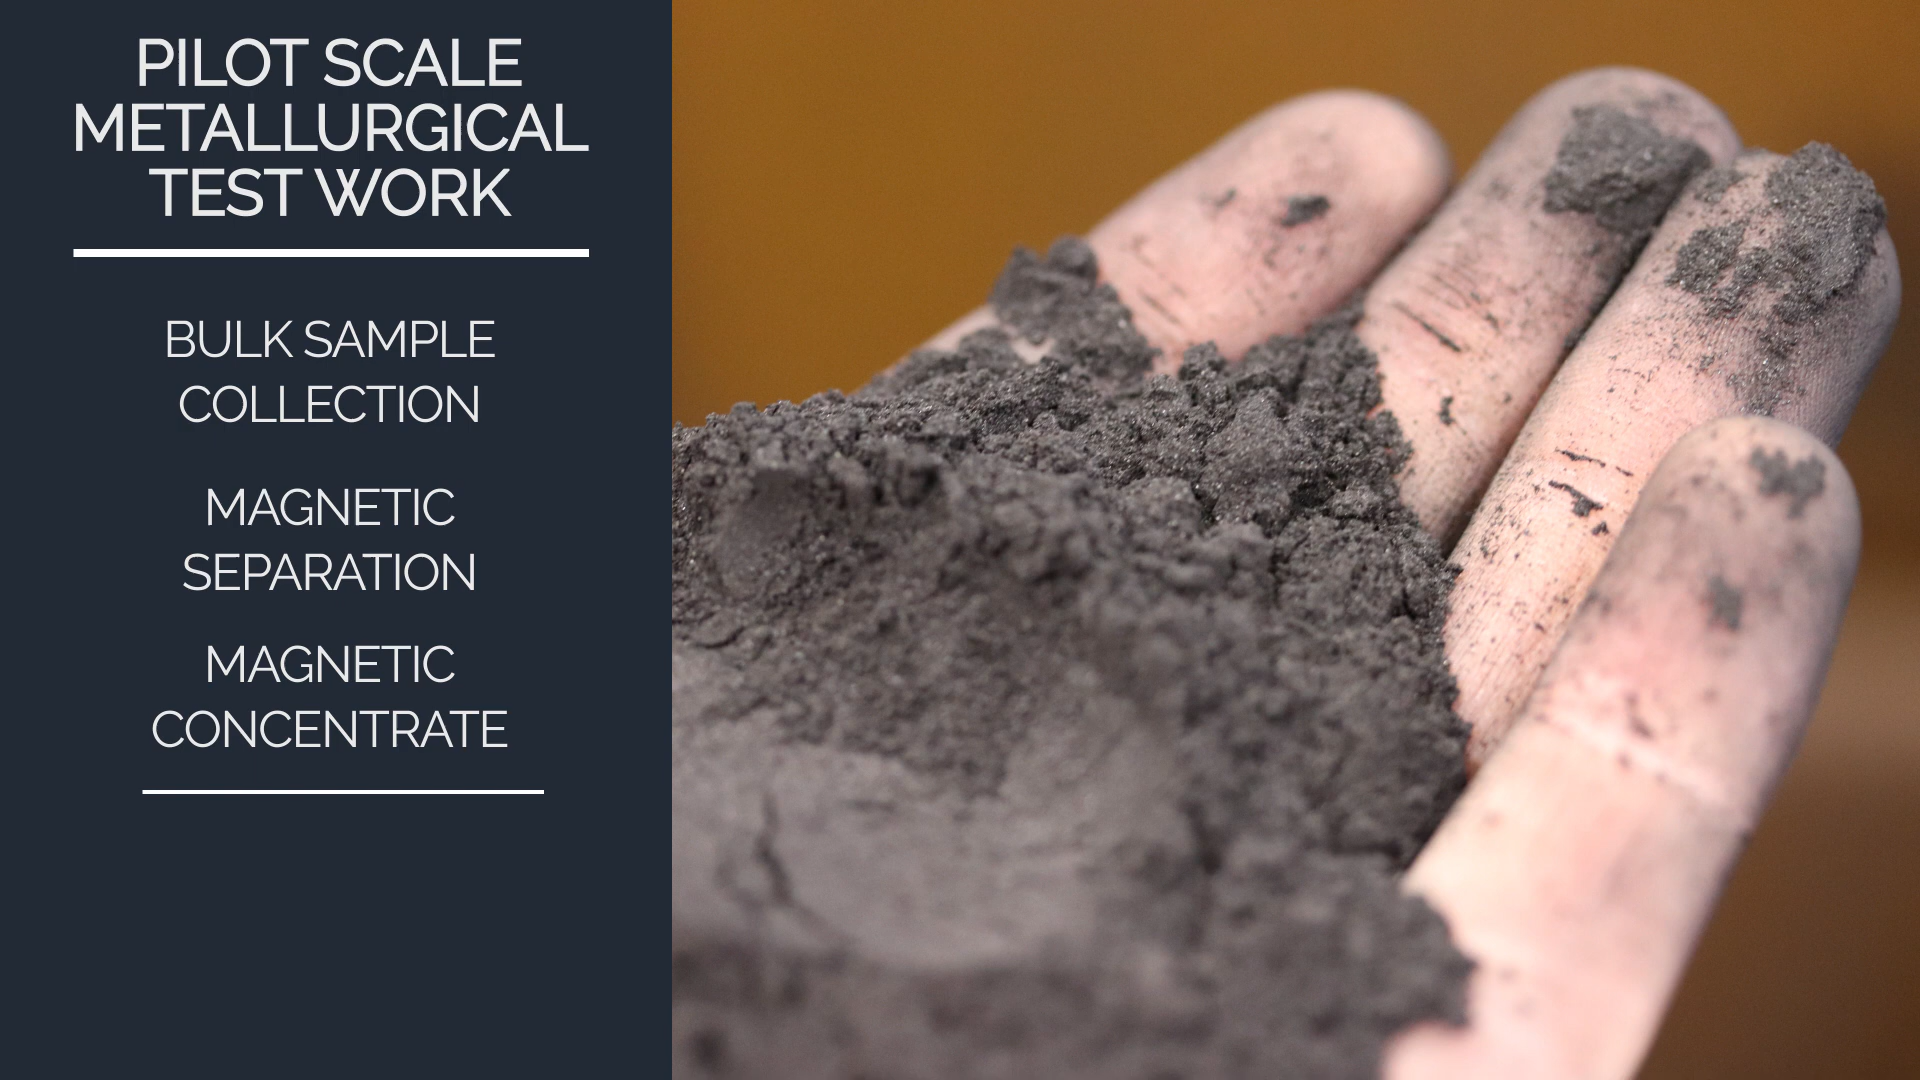 PILOT SCALE
METALLURGICAL
TEST WORK
BULK SAMPLE
COLLECTION
MAGNETIC
SEPARATION
MAGNETIC
CONCENTRATE